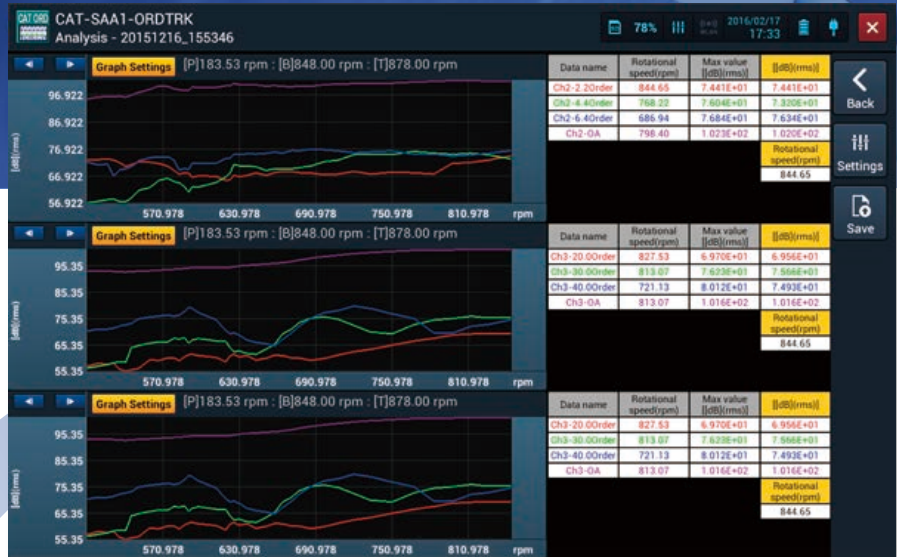 CAT ORD
CAT-SAA1-ORDTRK
Analysis - 20151216_155346
78%
2016/02/17
17:33
Graph Settings [P]183.53 rpm : [B]848.00 rpm : [T]878.00 rpm
96.922
86.922
76.922
66.922
56.922
[dB](rms)
570.978 630.978 690.978 750.978 810.978 rpm
Data name Rotational speed(rpm) Max value [[dB](rms)] [[dB](rms)]
Ch2-2.2Order 844.65 7.441E+01 7.441E+01
Ch2-4.4Order 768.22 7.604E+01 7.320E+01
Ch2-6.4Order 686.94 7.684E+01 7.634E+01
Ch2-OA 798.40 1.023E+02 1.020E+02
Rotational
speed(rpm)
844.65
Back
Settings
Save
Graph Settings [P]183.53 rpm : [B]848.00 rpm : [T]878.00 rpm
95.35
85.35
75.35
65.35
55.35
[dB](rms)
570.978 630.978 690.978 750.978 810.978 rpm
Data name Rotational speed(rpm) Max value [[dB](rms)] [[dB](rms)]
Ch3-20.0Order 827.53 6.970E+01 6.956E+01
Ch3-30.0Order 813.07 7.623E+01 7.566E+01
Ch3-40.0Order 721.13 8.012E+01 7.493E+01
Ch3-OA 813.07 1.016E+02 1.016E+02
Rotational
speed(rpm)
844.65
Graph Settings [P]183.53 rpm : [B]848.00 rpm : [T]878.00 rpm
95.35
85.35
75.35
65.35
55.35
[dB](rms)
570.978 630.978 690.978 750.978 810.978 rpm
Data name Rotational speed(rpm) Max value [[dB](rms)] [[dB](rms)]
Ch3-20.0Order 827.53 6.970E+01 6.956E+01
Ch3-30.0Order 813.07 7.623E+01 7.566E+01
Ch3-40.0Order 721.13 8.012E+01 7.493E+01
Ch3-OA 813.07 1.016E+02 1.016E+02
Rotational
speed(rpm)
844.65